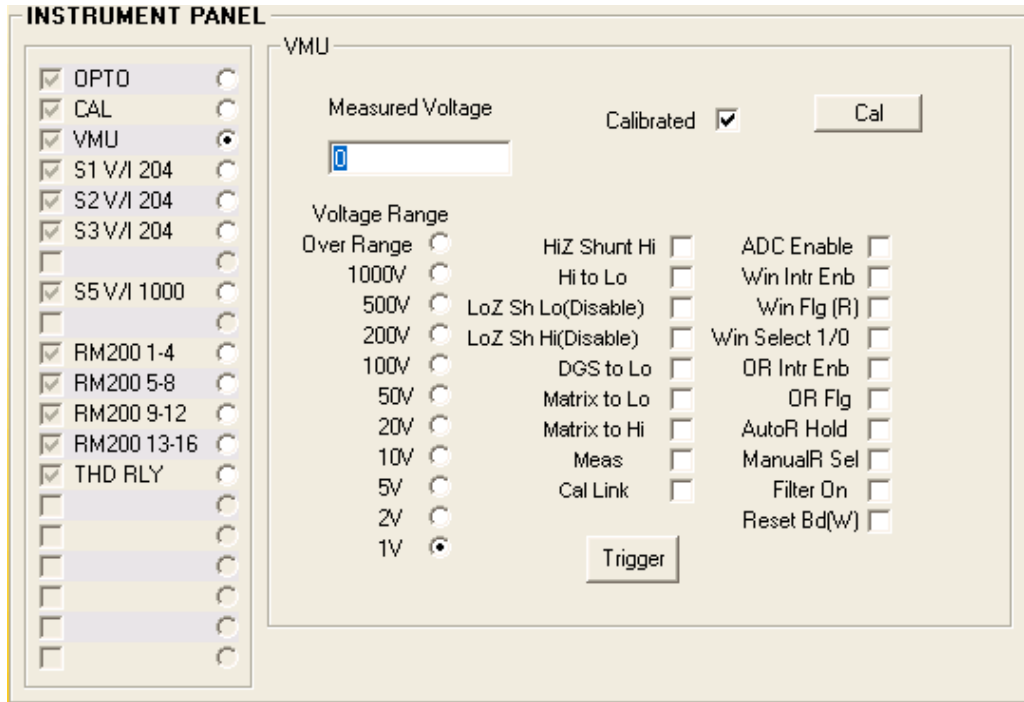 INSTRUMENT PANEL
OPTO
CAL
VMU
S1 V/I 204
S2 V/I 204
S3 V/I 204
S5 V/I 1000
RM200 1-4
RM200 5-8
RM200 9-12
RM200 13-16
THD RLY
VMU
Measured Voltage
0
Calibrated
Cal
Voltage Range
Over Range
1000V
500V
200V
100V
50V
20V
10V
5V
2V
1V
HiZ Shunt Hi
Hi to Lo
LoZ Sh Lo(Disable)
LoZ Sh Hi(Disable)
DGS to Lo
Matrix to Lo
Matrix to Hi
Meas
Cal Link
Trigger
ADC Enable
Win Intr Enb
Win Flg (R)
Win Select 1/0
OR Intr Enb
OR Flg
AutoR Hold
ManualR Sel
Filter On
Reset Bd(W)